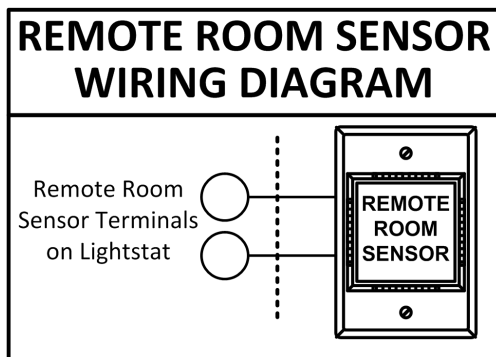 REMOTE ROOM SENSOR
WIRING DIAGRAM
Remote Room
Sensor Terminals
on Lightstat
REMOTE
ROOM
SENSOR